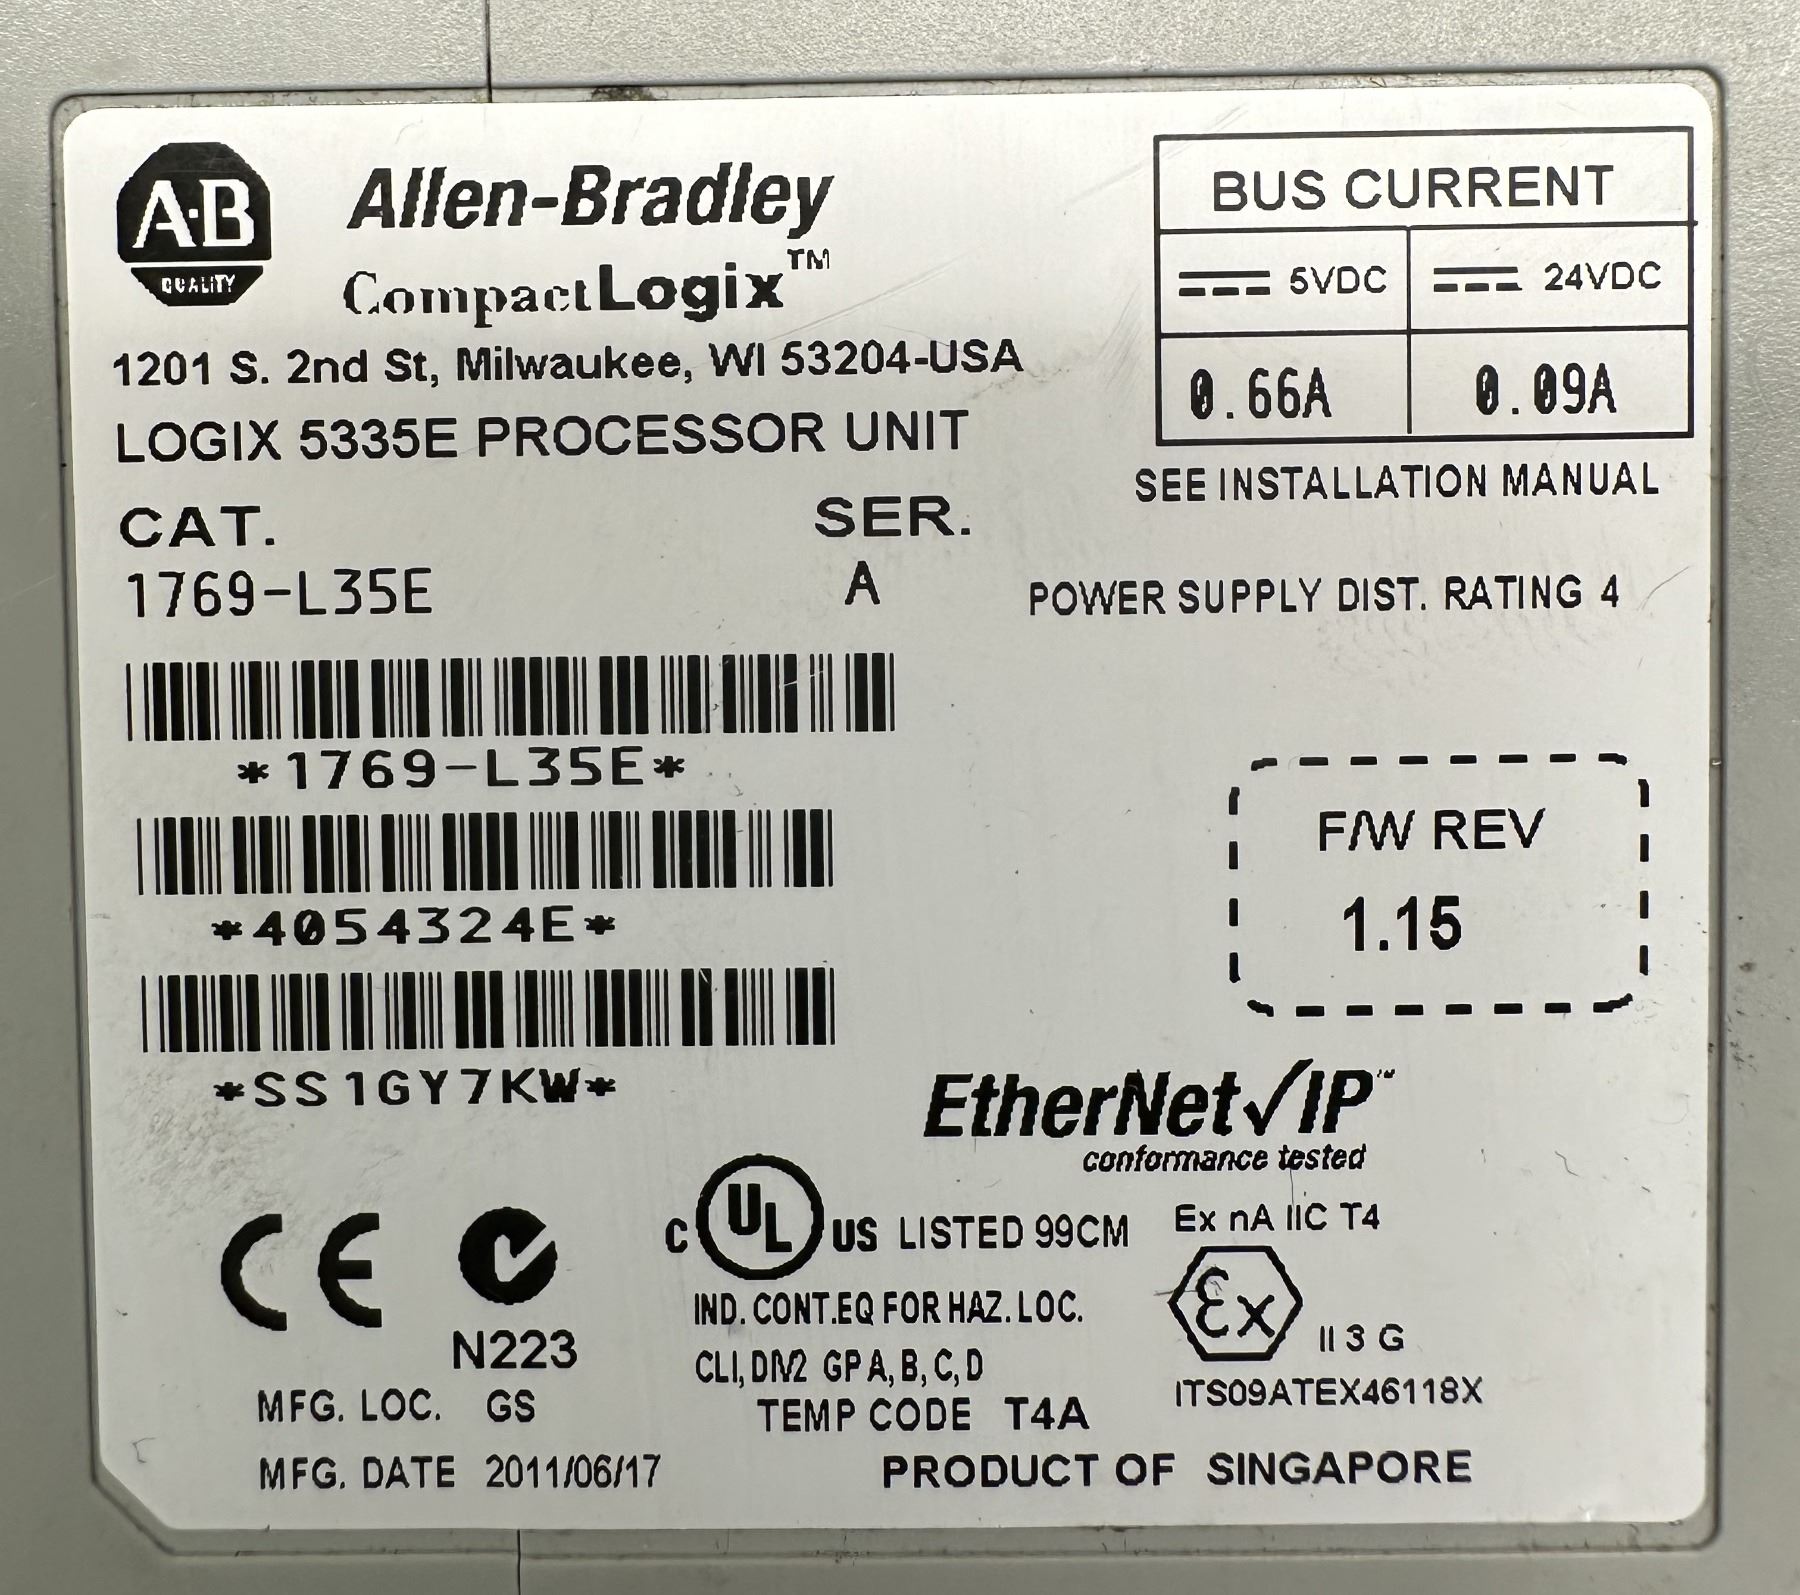 A·B
QUALITY
Allen-Bradley
CompactLogix™
1201 S. 2nd St, Milwaukee, WI 53204-USA
LOGIX 5335E PROCESSOR UNIT
CAT. SER.
1769-L35E A
*1769-L35E*
*4054324E*
*SS1GY7KW*
BUS CURRENT
5VDC 24VDC
0.66A 0.09A
SEE INSTALLATION MANUAL
POWER SUPPLY DIST. RATING 4
F/W REV
1.15
EtherNet/IP™
conformance tested
CE
N223
C UL US LISTED 99CM
IND. CONT.EQ FOR HAZ. LOC.
CL I, DIV2 GP A, B, C, D
TEMP CODE T4A
Ex nA IIC T4
Ex II 3 G
ITS09ATEX46118X
MFG. LOC. GS
MFG. DATE 2011/06/17
PRODUCT OF SINGAPORE